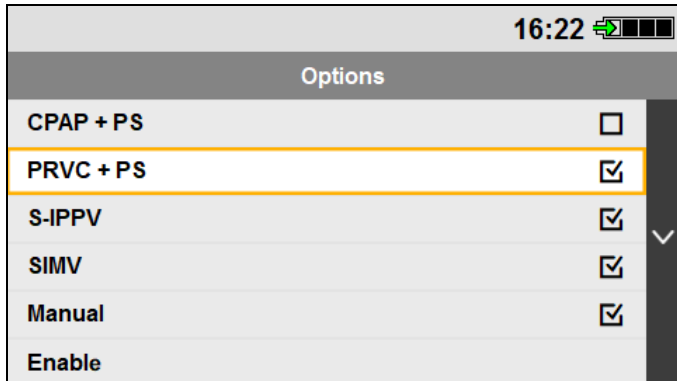 16:22
Options
CPAP + PS
PRVC + PS
S-IPPV
SIMV
Manual
Enable